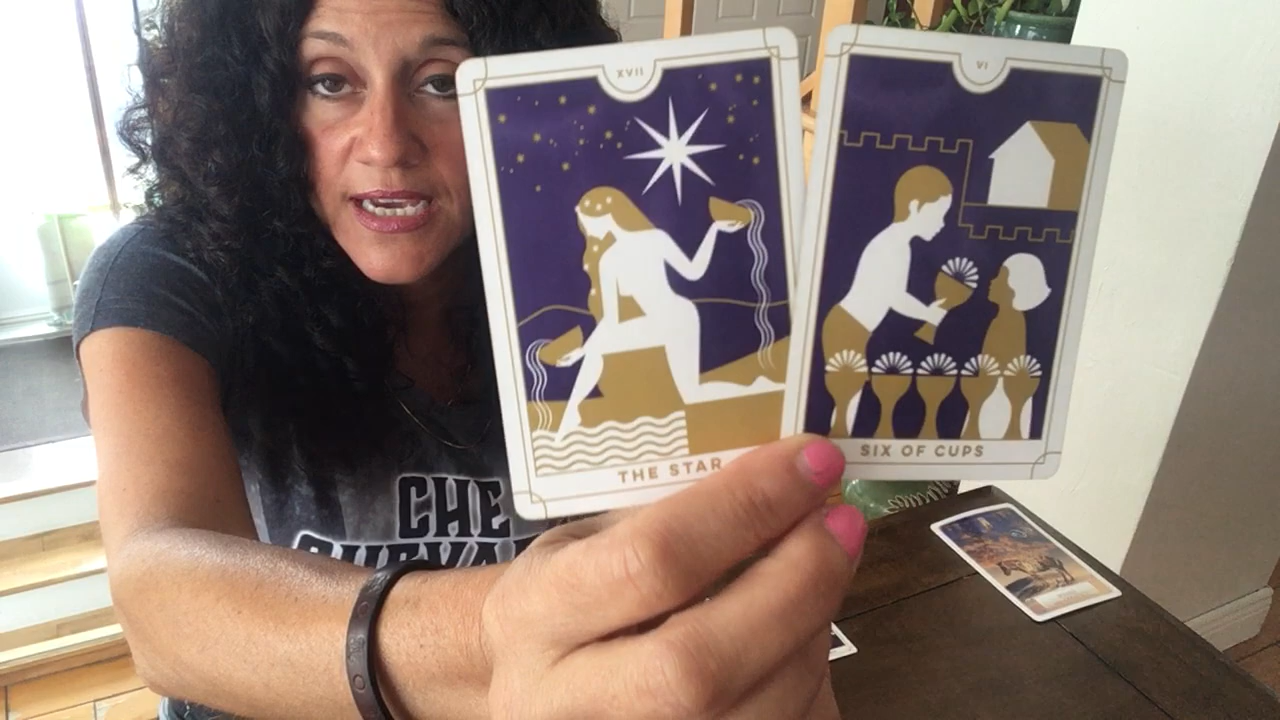 XVII
THE STAR
VI
SIX OF CUPS
CHE